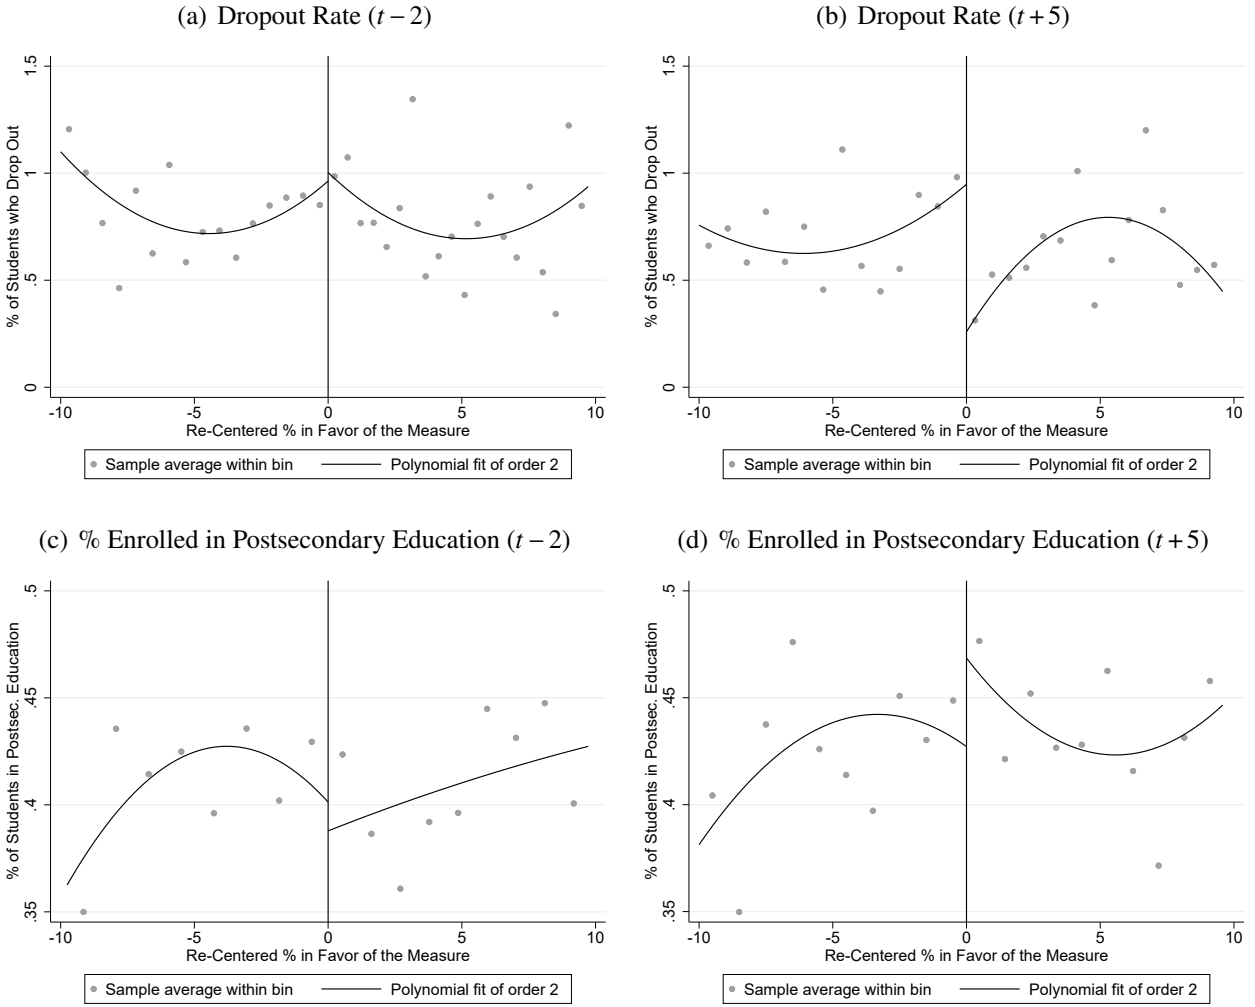 (a) Dropout Rate (t − 2)
% of Students who Drop Out
1.5
1
.5
0
-10 -5 0 5 10
Re-Centered % in Favor of the Measure
Sample average within bin Polynomial fit of order 2
(b) Dropout Rate (t + 5)
% of Students who Drop Out
1.5
1
.5
0
-10 -5 0 5 10
Re-Centered % in Favor of the Measure
Sample average within bin Polynomial fit of order 2
(c) % Enrolled in Postsecondary Education (t − 2)
% of Students in Postsec. Education
.5
.45
.4
.35
-10 -5 0 5 10
Re-Centered % in Favor of the Measure
Sample average within bin Polynomial fit of order 2
(d) % Enrolled in Postsecondary Education (t + 5)
% of Students in Postsec. Education
.5
.45
.4
.35
-10 -5 0 5 10
Re-Centered % in Favor of the Measure
Sample average within bin Polynomial fit of order 2